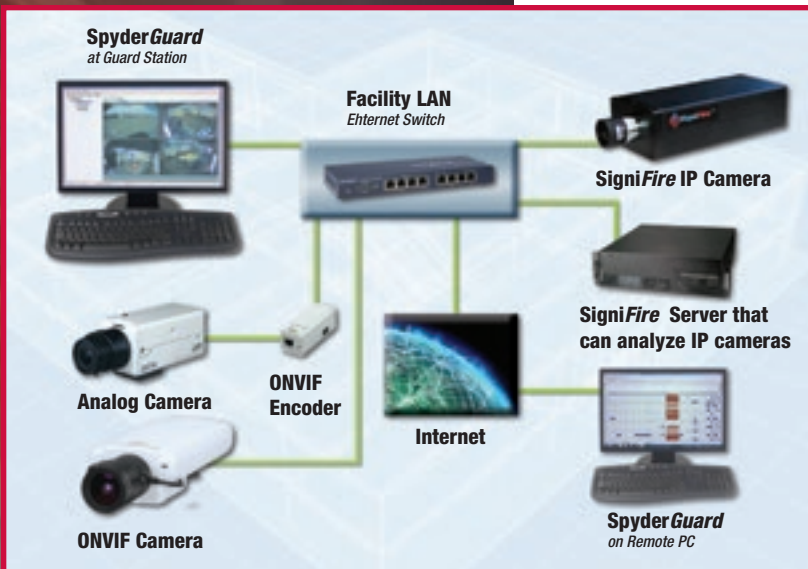 SpyderGuard
at Guard Station
Facility LAN
Ehternet Switch
SigniFire IP Camera
SigniFire Server that
can analyze IP cameras
Analog Camera
ONVIF
Encoder
Internet
ONVIF Camera
SpyderGuard
on Remote PC